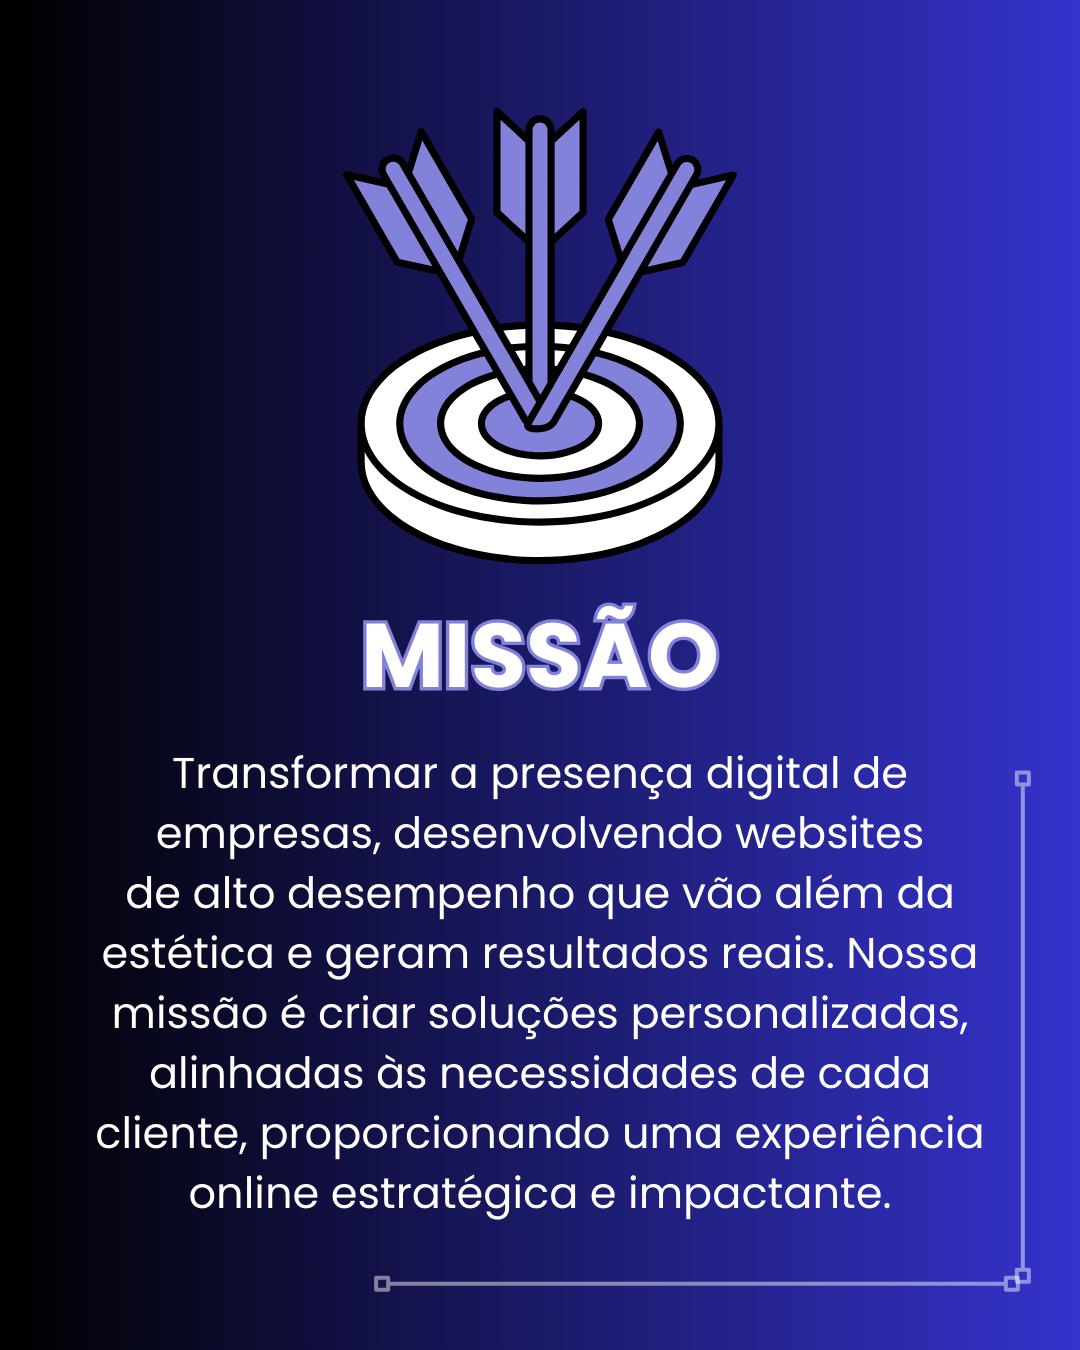 MISSÃO
Transformar a presença digital de
empresas, desenvolvendo websites
de alto desempenho que vão além da
estética e geram resultados reais. Nossa
missão é criar soluções personalizadas,
alinhadas às necessidades de cada
cliente, proporcionando uma experiência
online estratégica e impactante.